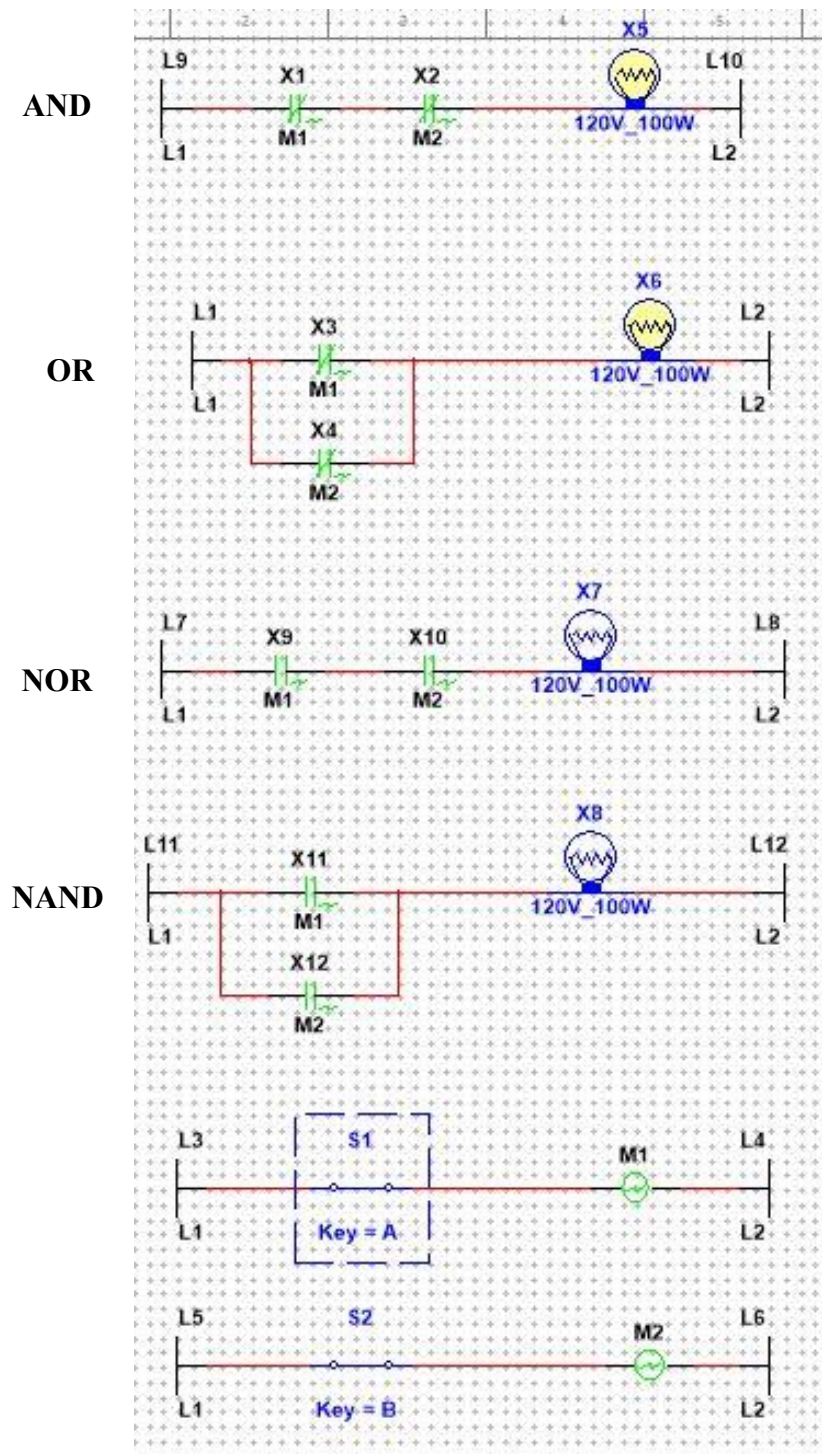 2 3 4 5
X5
L9 X1 X2 L10
AND
M1 M2 120V_100W
L1 L2
X6
L1 X3 L2
OR
M1 120V_100W
L1 X4 L2
M2
X7
L7 X9 X10 L8
NOR
M1 M2 120V_100W
L1 L2
X8
L11 X11 L12
NAND
M1 120V_100W
L1 X12 L2
M2
L3 S1 M1 L4
L1 Key = A L2
L5 S2 M2 L6
L1 Key = B L2